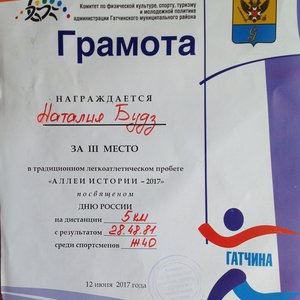 Комитет по физической культуре, спорту, туризму
и молодежной политике
администрации Гатчинского муниципального района
Грамота
НАГРАЖДАЕТСЯ
Наталия Будз
ЗА III МЕСТО
в традиционном легкоатлетическом пробеге
«АЛЛЕИ ИСТОРИИ – 2017»
посвященом
ДНЮ РОССИИ
на дистанции 5 км
с результатом 28.48.81
среди спортсменов Ж40
ГАТЧИНА
12 июня 2017 года